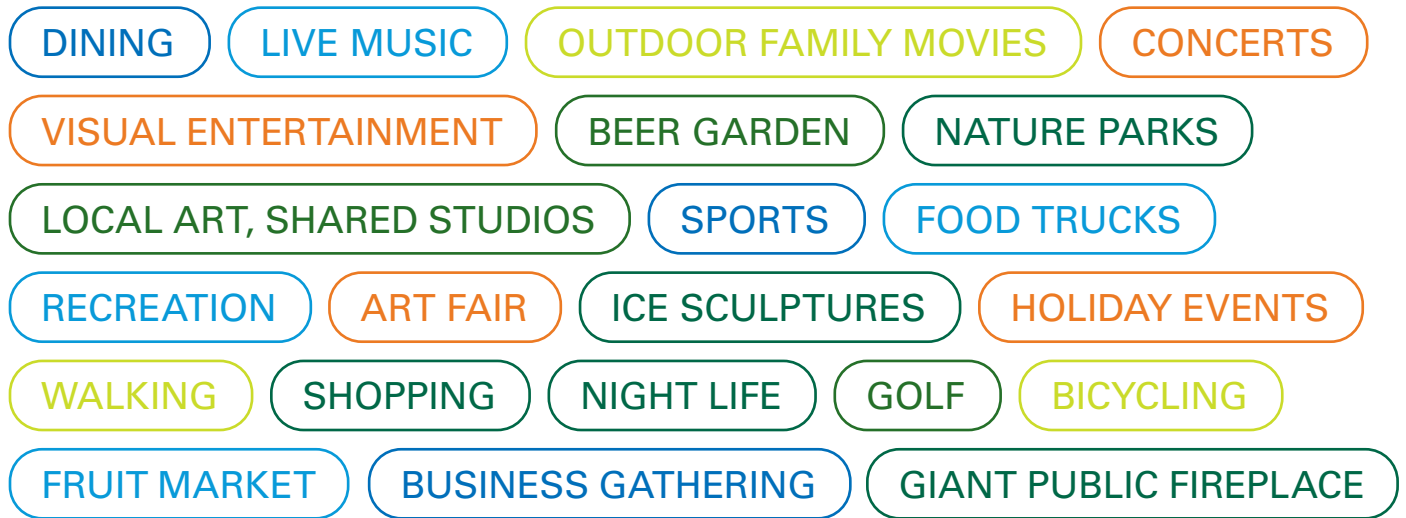 DINING LIVE MUSIC OUTDOOR FAMILY MOVIES CONCERTS
VISUAL ENTERTAINMENT BEER GARDEN NATURE PARKS
LOCAL ART, SHARED STUDIOS SPORTS FOOD TRUCKS
RECREATION ART FAIR ICE SCULPTURES HOLIDAY EVENTS
WALKING SHOPPING NIGHT LIFE GOLF BICYCLING
FRUIT MARKET BUSINESS GATHERING GIANT PUBLIC FIREPLACE